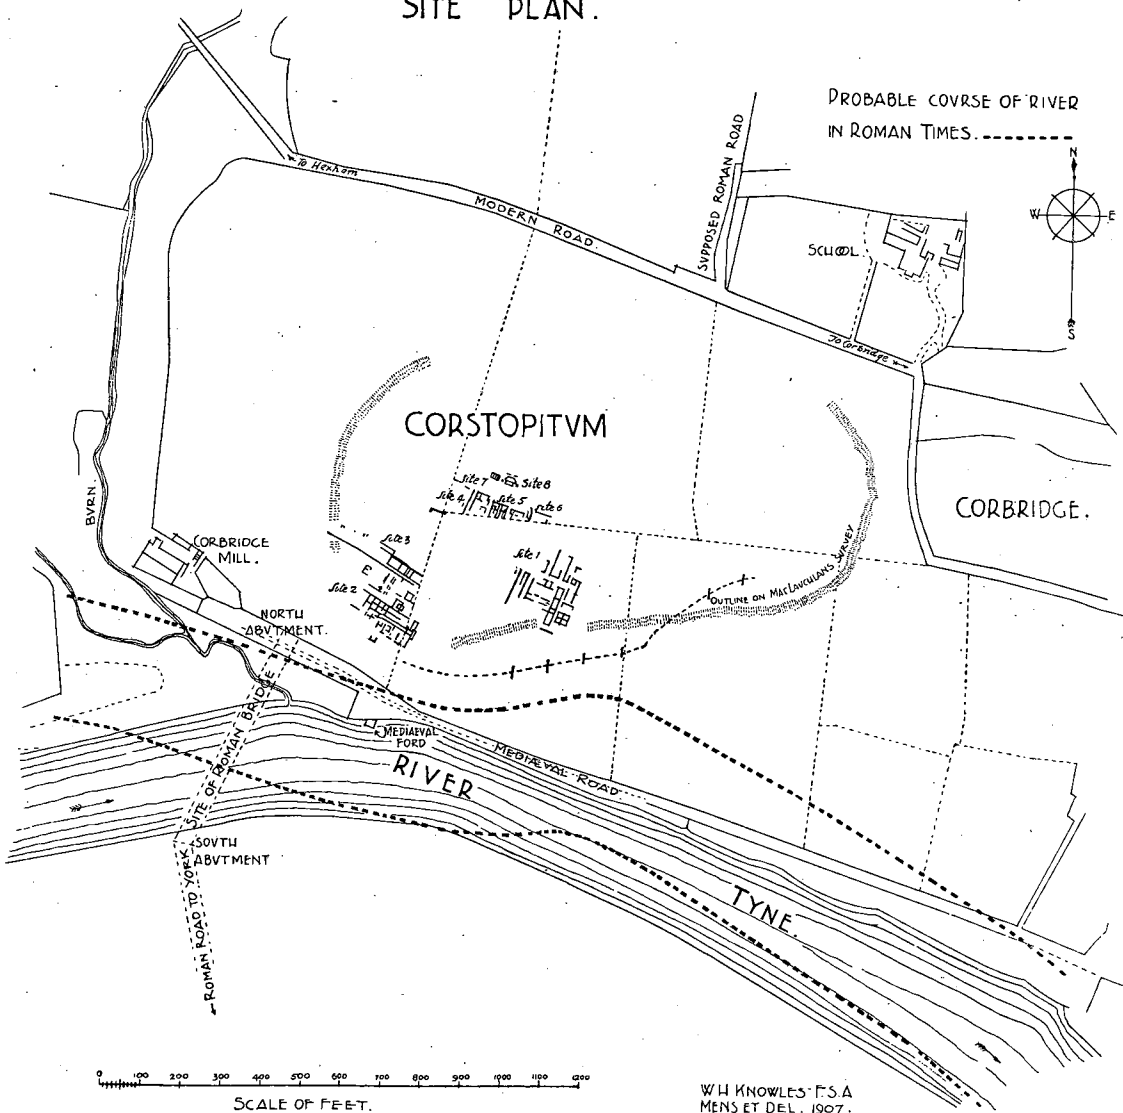 SITE PLAN.
PROBABLE COVRSE OF RIVER
IN ROMAN TIMES.
N
W
E
S
To Hexham
MODERN ROAD.
SVPPOSED ROMAN ROAD
SCHOOL
To Corbridge
CORSTOPITVM
CORBRIDGE.
BVRN.
Site 7
Site 8
Site 4
Site 5
Site 6
Site 3
Site 1
Site 2
E
CORBRIDGE
MILL.
OUTLINE ON MACLAUCHLANS SURVEY
NORTH
ABVTMENT.
SITE OF ROMAN BRIDGE
MEDIAEVAL
FORD
MEDIÆVAL ROAD
RIVER
TYNE.
SOVTH
ABVTMENT
ROMAN ROAD TO YORK
0 100 200 300 400 500 600 700 800 900 1000 1100 1200
SCALE OF FEET.
W H KNOWLES F.S.A
MENS ET DEL. 1907.